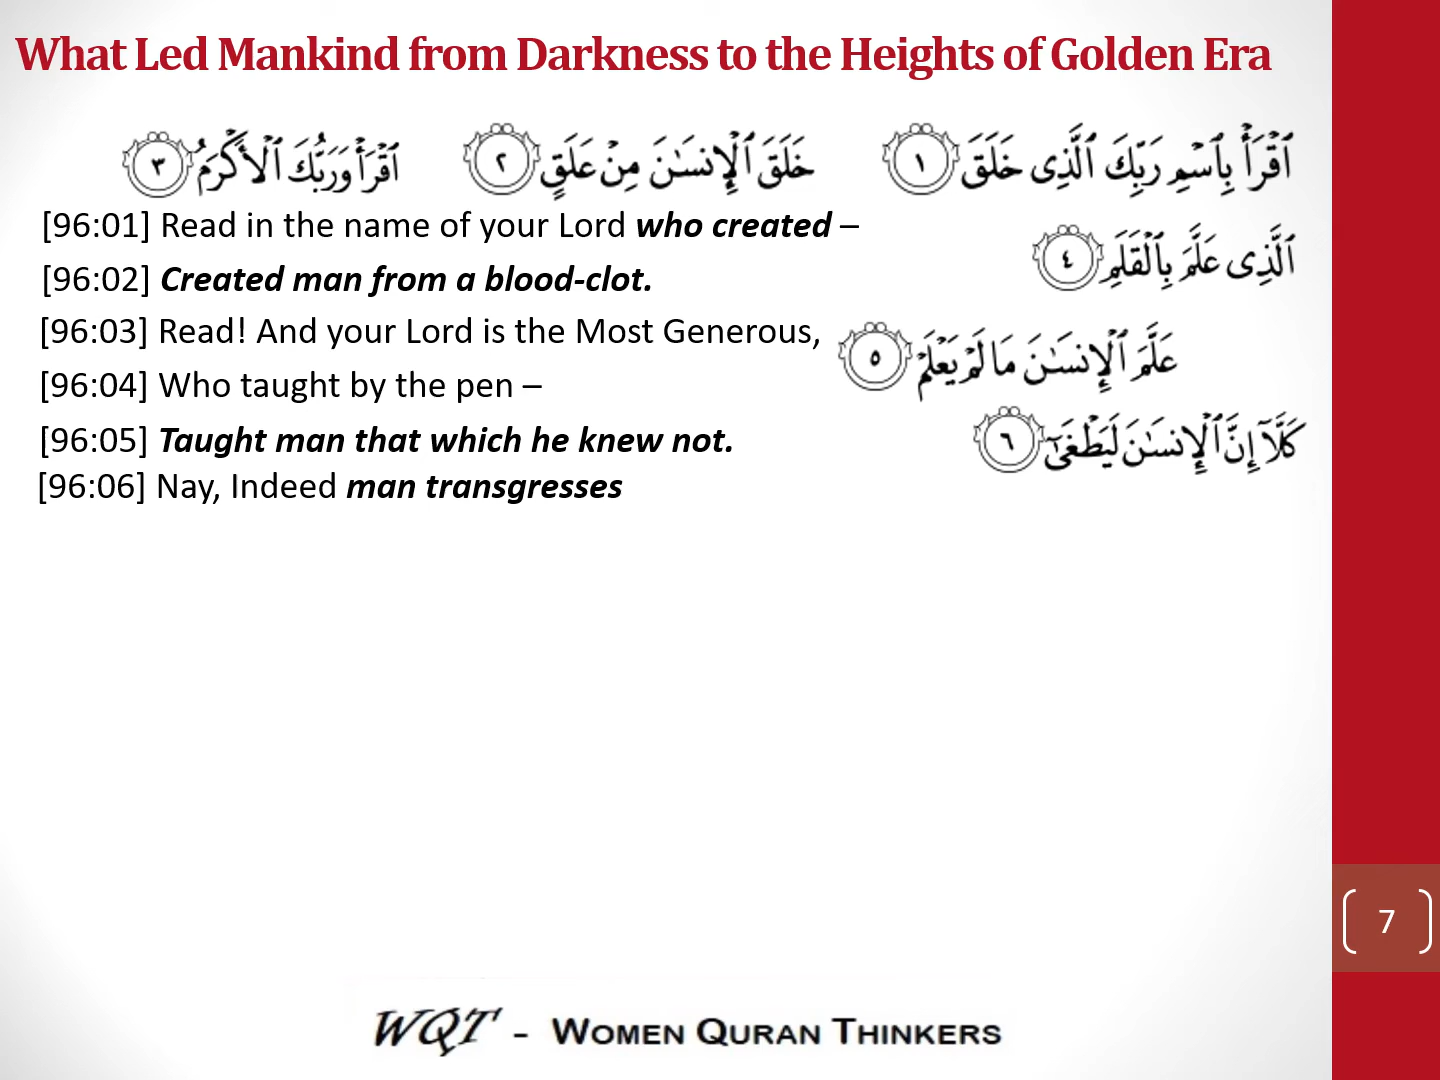 What Led Mankind from Darkness to the Heights of Golden Era
ٱقْرَأْ بِٱسْمِ رَبِّكَ ٱلَّذِى خَلَقَ ١ خَلَقَ ٱلْإِنسَـٰنَ مِنْ عَلَقٍ ٢ ٱقْرَأْ وَرَبُّكَ ٱلْأَكْرَمُ ٣
[96:01] Read in the name of your Lord who created –
ٱلَّذِى عَلَّمَ بِٱلْقَلَمِ ٤
[96:02] Created man from a blood-clot.
[96:03] Read! And your Lord is the Most Generous,
عَلَّمَ ٱلْإِنسَـٰنَ مَا لَمْ يَعْلَمْ ٥
[96:04] Who taught by the pen –
[96:05] Taught man that which he knew not.
كَلَّآ إِنَّ ٱلْإِنسَـٰنَ لَيَطْغَىٰٓ ٦
[96:06] Nay, Indeed man transgresses
7
WQT - WOMEN QURAN THINKERS